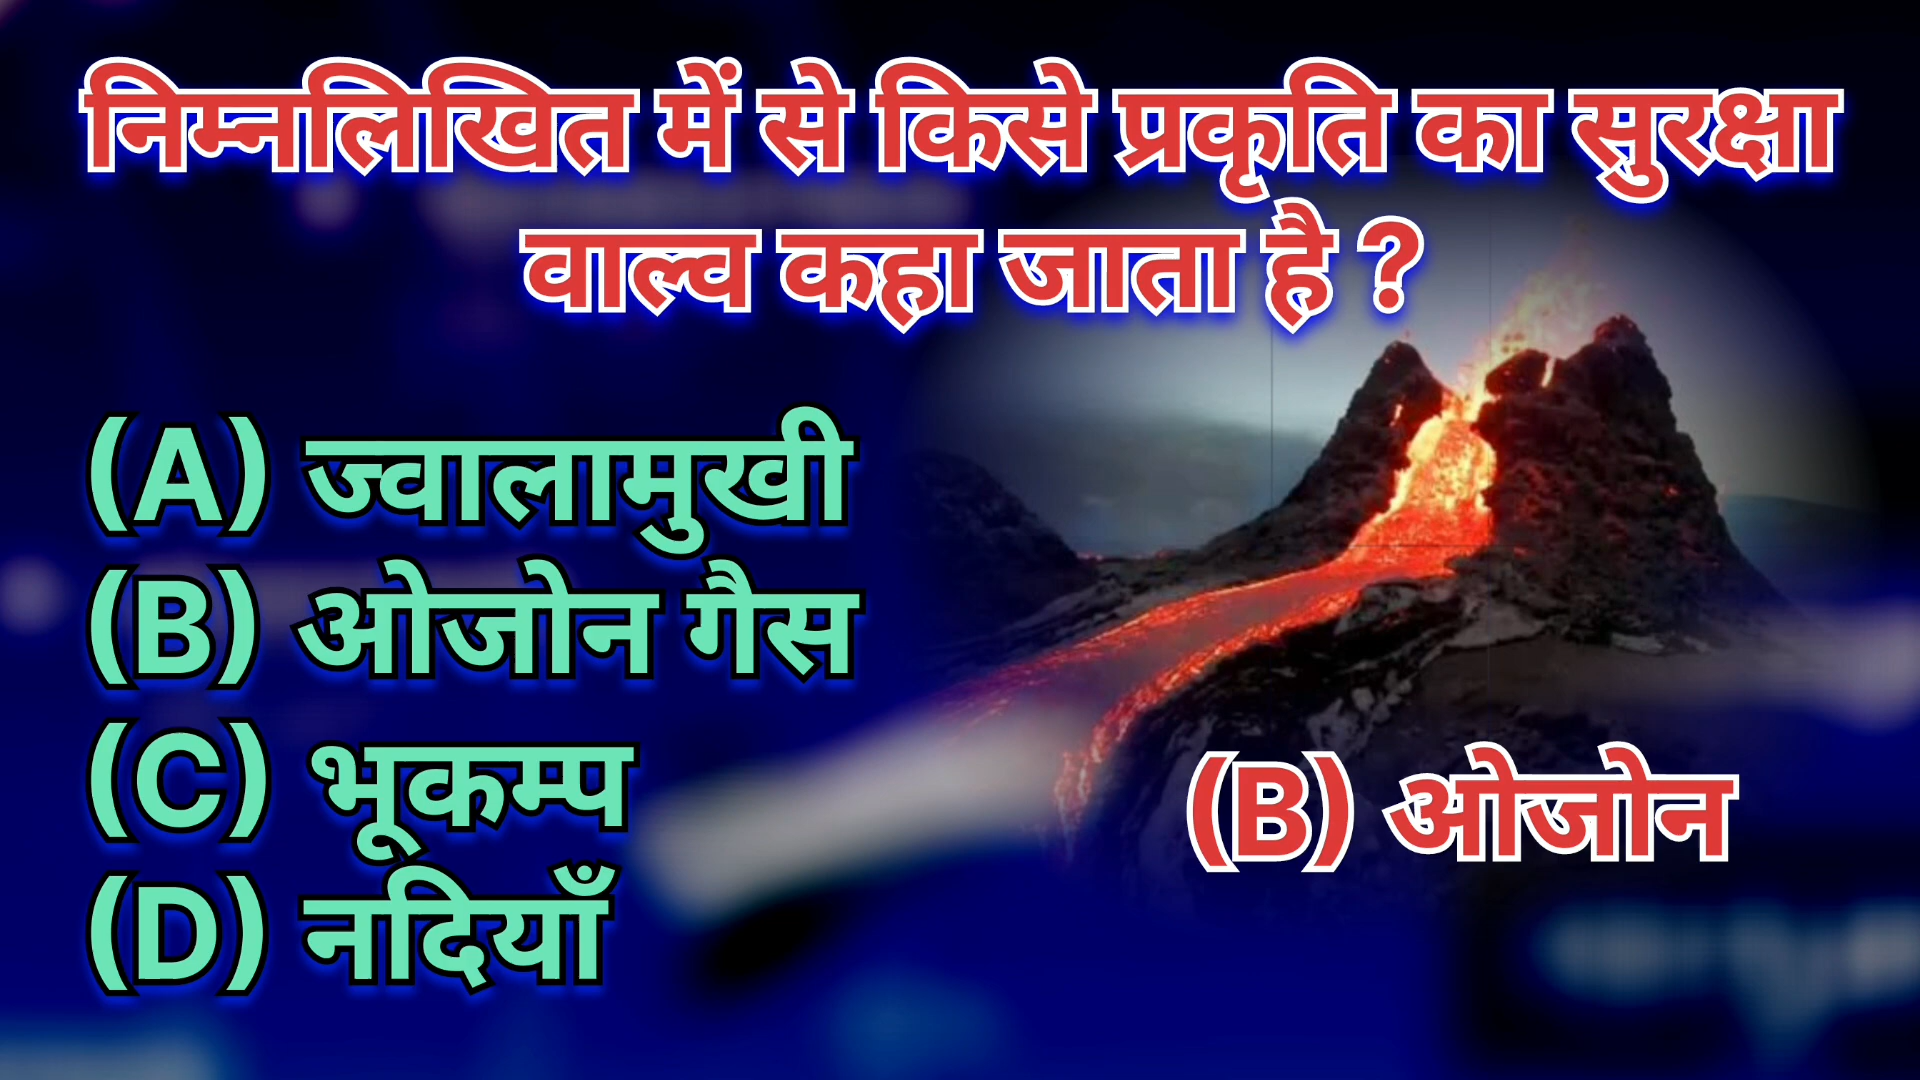 निम्नलिखित में से किसे प्रकृति का सुरक्षा
वाल्व कहा जाता है ?
(A) ज्वालामुखी
(B) ओजोन गैस
(C) भूकम्प
(D) नदियाँ
(B) ओजोन